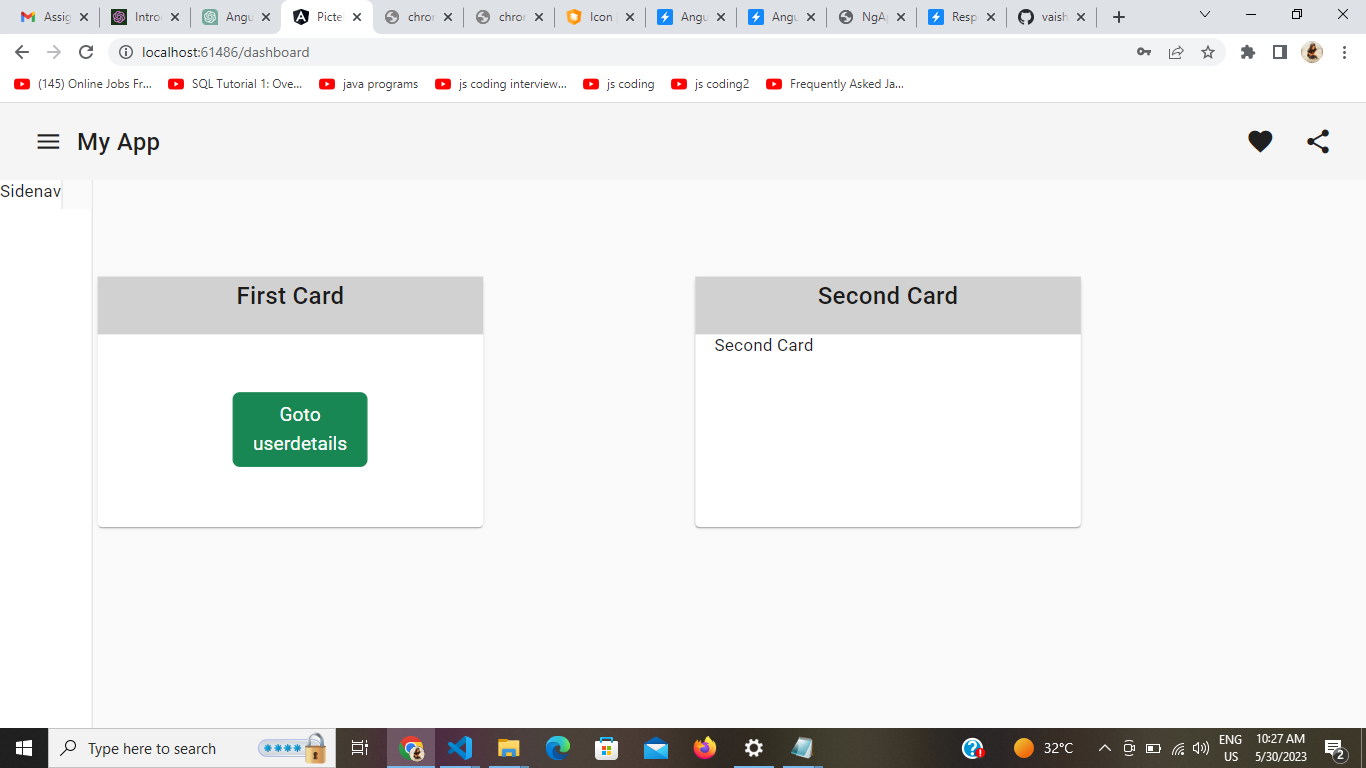 Assig
Intro
Angu
Picte
chror
chror
Icon
Angu
Angu
NgA
Resp
vaish
localhost:61486/dashboard
(145) Online Jobs Fr...
SQL Tutorial 1: Ove...
java programs
js coding interview...
js coding
js coding2
Frequently Asked Ja...
My App
Sidenav
First Card
Second Card
Goto
userdetails
Second Card
Type here to search
32°C
ENG
US
10:27 AM
5/30/2023
2